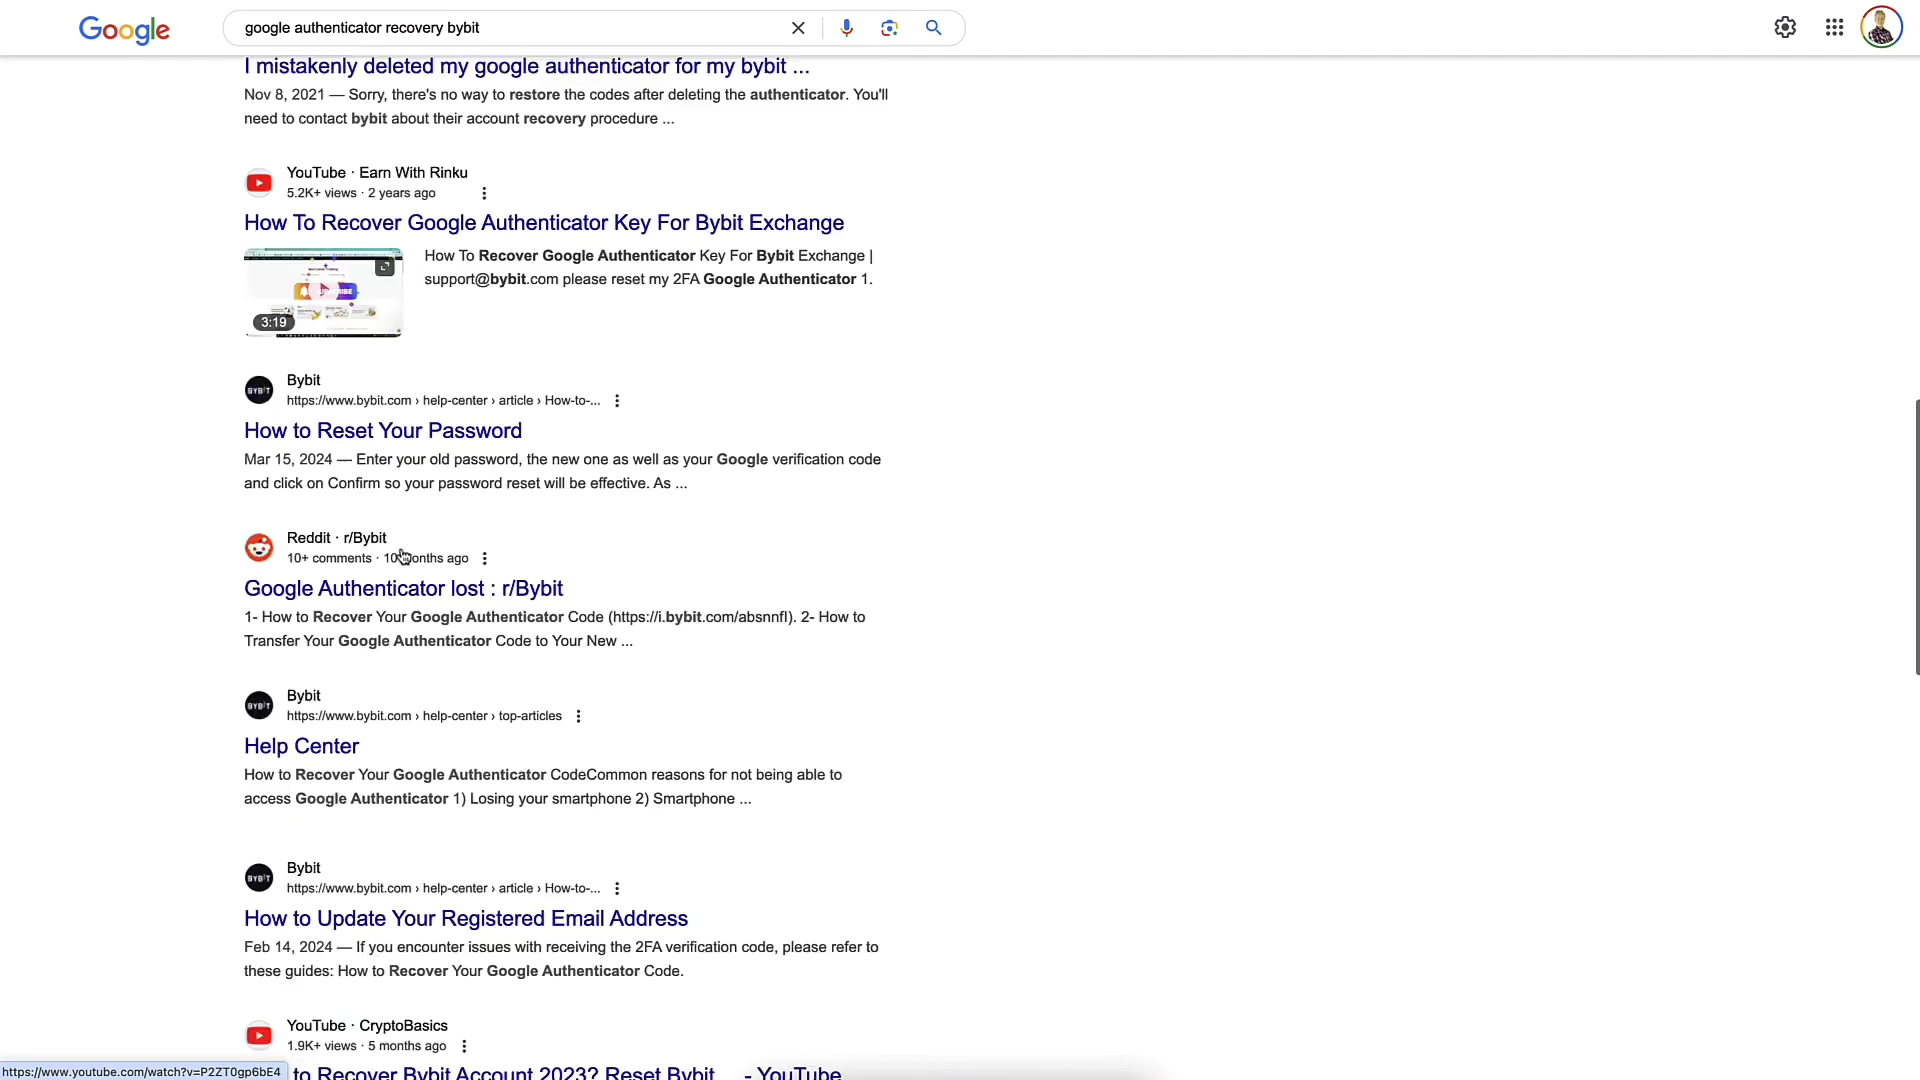 Google
google authenticator recovery bybit
I mistakenly deleted my google authenticator for my bybit ...
Nov 8, 2021 — Sorry, there's no way to restore the codes after deleting the authenticator. You'll
need to contact bybit about their account recovery procedure ...
YouTube · Earn With Rinku
5.2K+ views · 2 years ago
How To Recover Google Authenticator Key For Bybit Exchange
How To Recover Google Authenticator Key For Bybit Exchange |
support@bybit.com please reset my 2FA Google Authenticator 1.
3:19
Bybit
BYBIT
https://www.bybit.com › help-center › article › How-to-...
How to Reset Your Password
Mar 15, 2024 — Enter your old password, the new one as well as your Google verification code
and click on Confirm so your password reset will be effective. As ...
Reddit · r/Bybit
10+ comments · 10 months ago
Google Authenticator lost : r/Bybit
1- How to Recover Your Google Authenticator Code (https://i.bybit.com/absnnfl). 2- How to
Transfer Your Google Authenticator Code to Your New ...
Bybit
BYBIT
https://www.bybit.com › help-center › top-articles
Help Center
How to Recover Your Google Authenticator CodeCommon reasons for not being able to
access Google Authenticator 1) Losing your smartphone 2) Smartphone ...
Bybit
BYBIT
https://www.bybit.com › help-center › article › How-to-...
How to Update Your Registered Email Address
Feb 14, 2024 — If you encounter issues with receiving the 2FA verification code, please refer to
these guides: How to Recover Your Google Authenticator Code.
YouTube · CryptoBasics
1.9K+ views · 5 months ago
https://www.youtube.com/watch?v=P2ZT0gp6bE4
to Recover Bybit Account 2023? Reset Bybit ... - YouTube